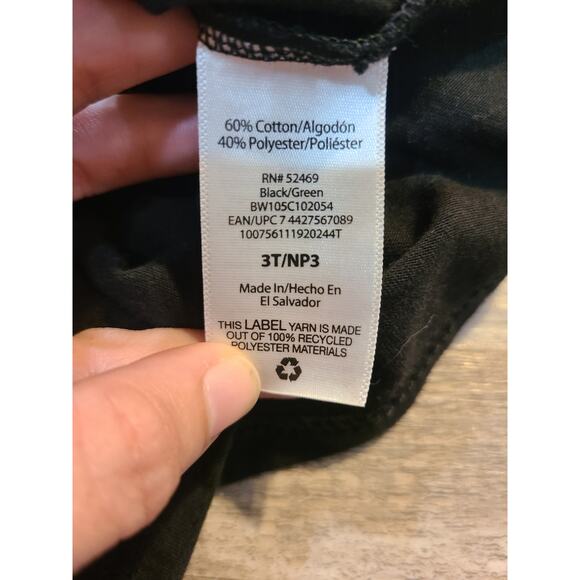 60% Cotton/Algodón
40% Polyester/Poliéster
RN# 52469
Black/Green
BW105C102054
EAN/UPC 7 4427567089
100756111920244T
3T/NP3
Made In/Hecho En
El Salvador
THIS LABEL YARN IS MADE
OUT OF 100% RECYCLED
POLYESTER MATERIALS